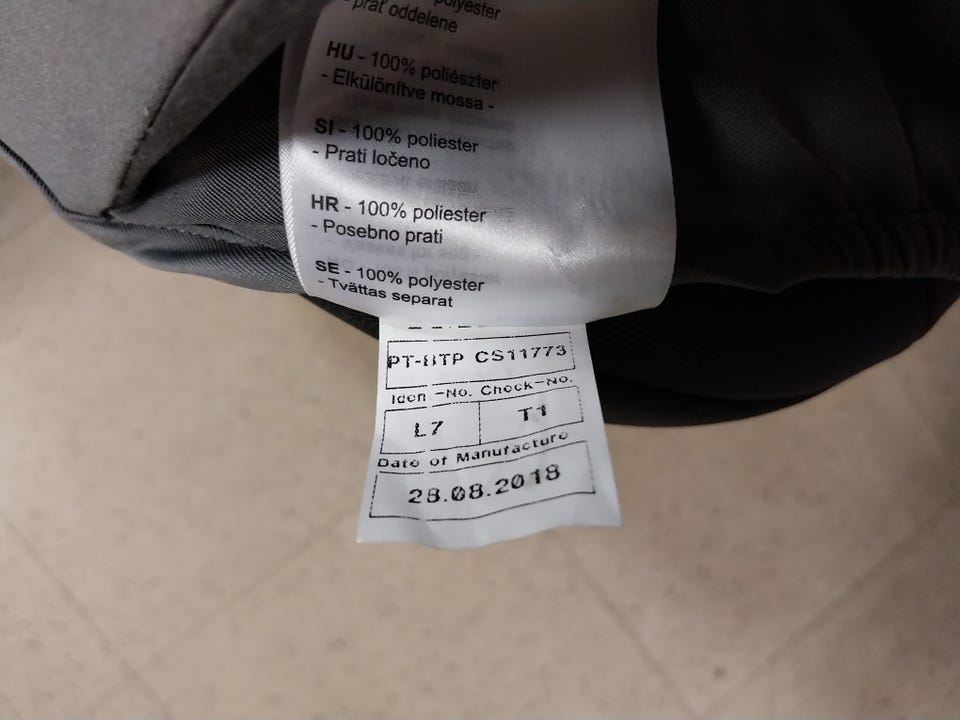 polyester
- prať oddelene
HU - 100% poliészter
- Elkülönítve mossa -
SI - 100% poliester
- Prati ločeno
HR - 100% poliester
- Posebno prati
SE - 100% polyester
- Tvättas separat
PT-BTP CS11773
Iden -No. Check-No.
L7 T1
Date of Manufacture
28.08.2018